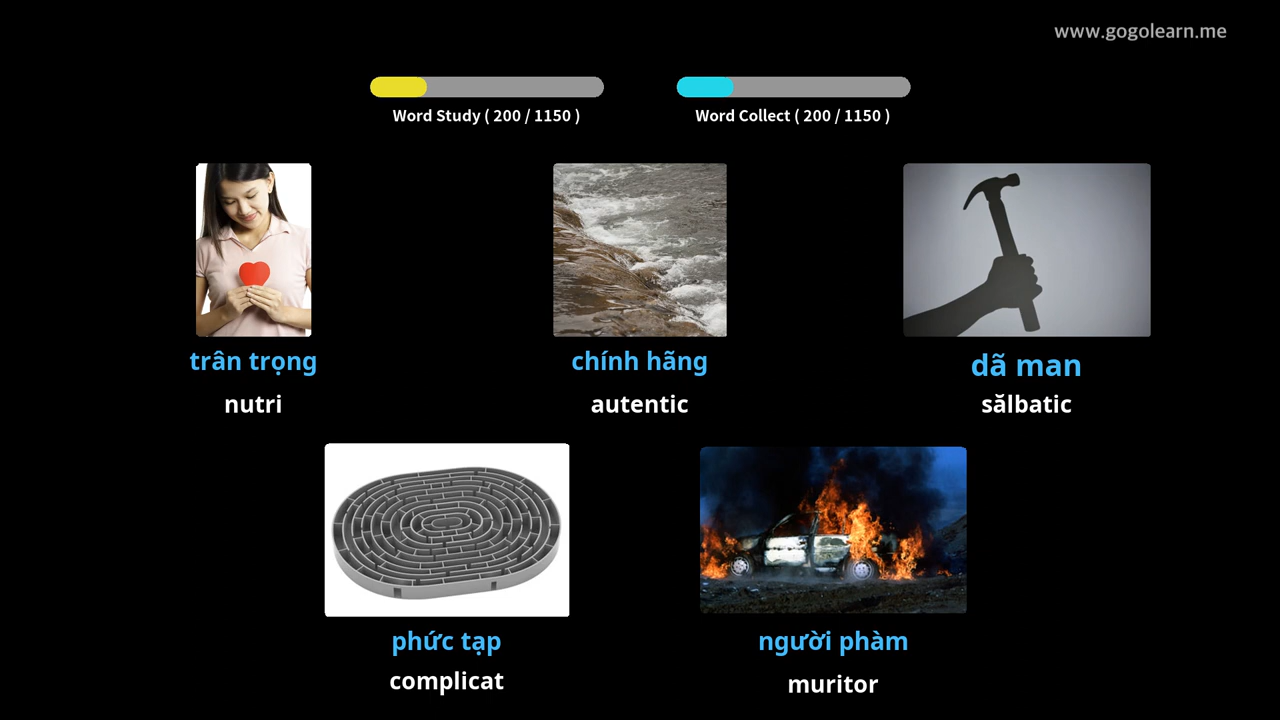 www.gogolearn.me
Word Study ( 200 / 1150 )
Word Collect ( 200 / 1150 )
trân trọng
nutri
chính hãng
autentic
dã man
sălbatic
phức tạp
complicat
người phàm
muritor